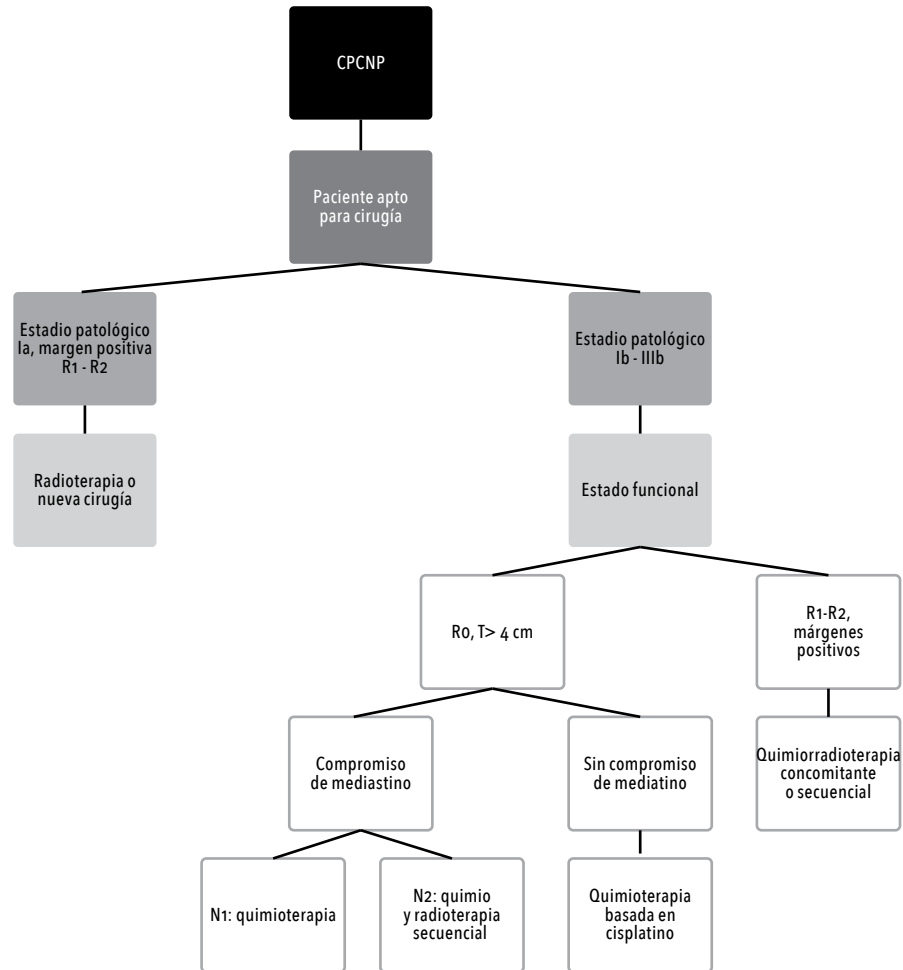 CPCNP
Paciente apto
para cirugía
Estadio patológico
Ia, margen positiva
R1 - R2
Estadio patológico
Ib - IIIb
Radioterapia o
nueva cirugía
Estado funcional
R0, T> 4 cm
R1-R2,
márgenes
positivos
Compromiso
de mediastino
Sin compromiso
de mediatino
Quimiorradioterapia
concomitante
o secuencial
N1: quimioterapia
N2: quimio
y radioterapia
secuencial
Quimioterapia
basada en
cisplatino